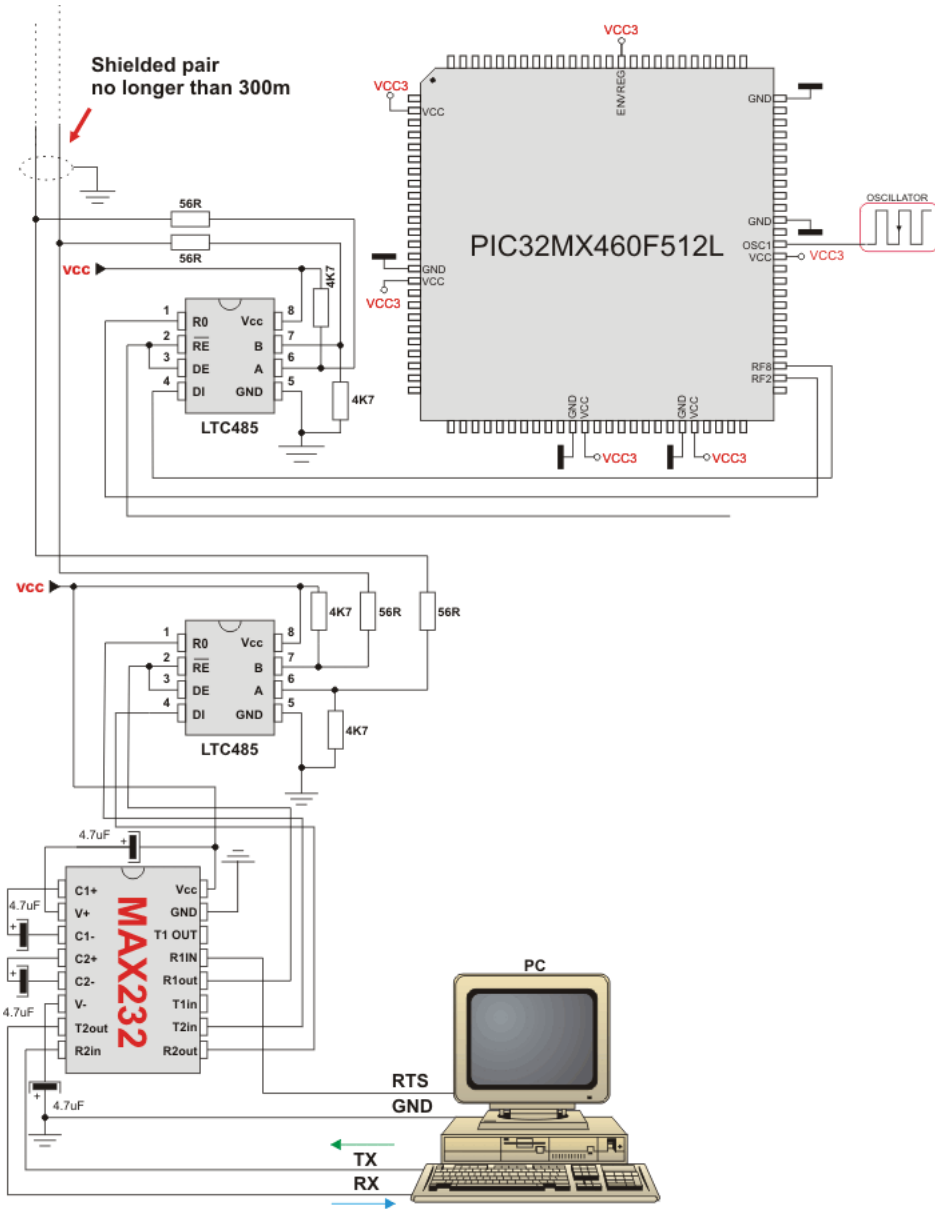 Shielded pair
no longer than 300m
VCC3
VCC3
VCC
ENVREG
GND
GND
OSCILLATOR
OSC1
VCC
VCC3
PIC32MX460F512L
GND
VCC
VCC3
RF8
RF2
GND
VCC
VCC3
GND
VCC
VCC3
56R
56R
vcc
4K7
1
R0
Vcc
8
2
RE
B
7
3
DE
A
6
4
DI
GND
5
4K7
LTC485
vcc
4K7
56R
56R
1
R0
Vcc
8
2
RE
B
7
3
DE
A
6
4
DI
GND
5
4K7
LTC485
4.7uF
+
C1+
Vcc
4.7uF
V+
GND
+
C1-
T1 OUT
C2+
R1IN
+
C2-
R1out
4.7uF
V-
T1in
T2out
T2in
R2in
R2out
MAX232
+
4.7uF
PC
RTS
GND
TX
RX